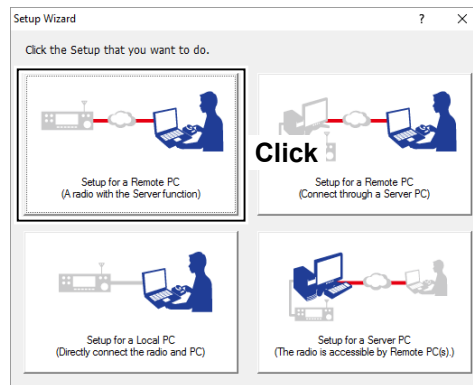 Setup Wizard ? ×
Click the Setup that you want to do.
Click
Setup for a Remote PC
(A radio with the Server function)
Setup for a Remote PC
(Connect through a Server PC)
Setup for a Local PC
(Directly connect the radio and PC)
Setup for a Server PC
(The radio is accessible by Remote PC(s).)